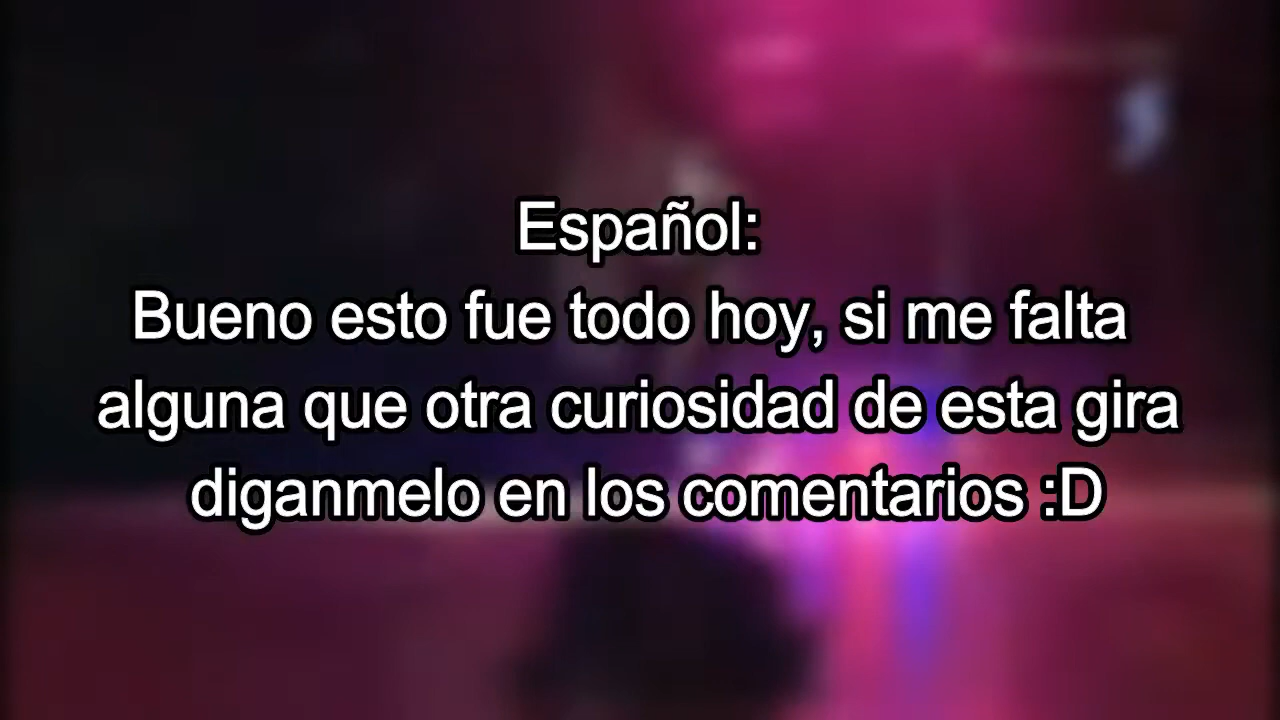 Español:
Bueno esto fue todo hoy, si me falta
alguna que otra curiosidad de esta gira
diganmelo en los comentarios :D